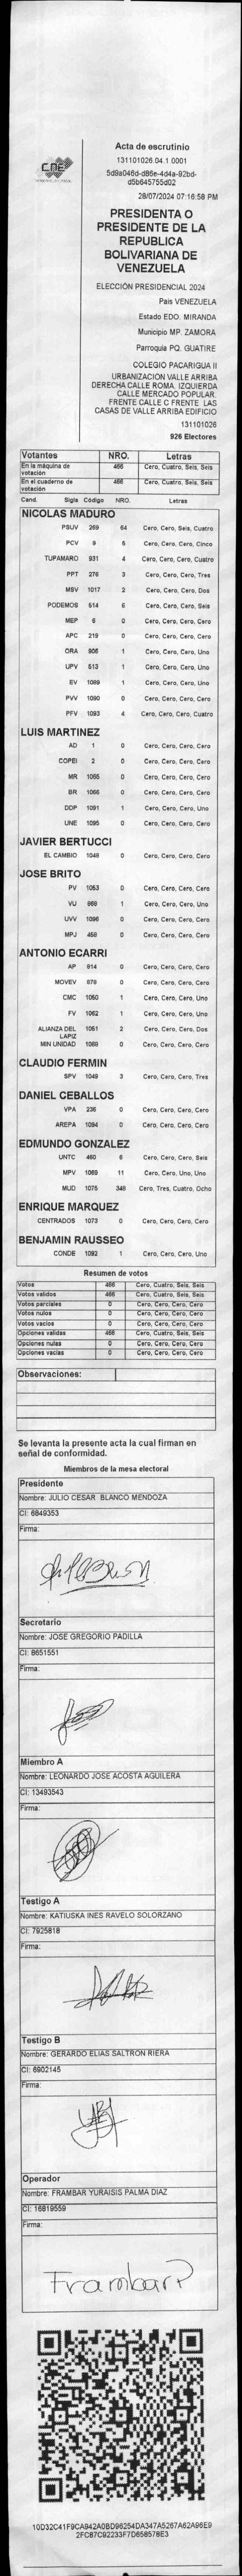 CNE
Acta de escrutinio
131101026.04.1.0001
5d9a046d-d86e-4d4a-92bd-
d5b645755d02
28/07/2024 07:16:58 PM
PRESIDENTA O
PRESIDENTE DE LA
REPUBLICA
BOLIVARIANA DE
VENEZUELA
ELECCIÓN PRESIDENCIAL 2024
País VENEZUELA
Estado EDO. MIRANDA
Municipio MP. ZAMORA
Parroquia PQ. GUATIRE
COLEGIO PACARIGUA II
URBANIZACION VALLE ARRIBA
DERECHA CALLE ROMA. IZQUIERDA
CALLE MERCADO POPULAR.
FRENTE CALLE C FRENTE LAS
CASAS DE VALLE ARRIBA EDIFICIO
131101026
926 Electores
Votantes NRO. Letras
En la máquina de votación 466 Cero, Cuatro, Seis, Seis
En el cuaderno de votación 466 Cero, Cuatro, Seis, Seis
Cand. Sigla Código NRO. Letras
NICOLAS MADURO
PSUV 269 64 Cero, Cero, Seis, Cuatro
PCV 9 5 Cero, Cero, Cero, Cinco
TUPAMARO 931 4 Cero, Cero, Cero, Cuatro
PPT 276 3 Cero, Cero, Cero, Tres
MSV 1017 2 Cero, Cero, Cero, Dos
PODEMOS 514 6 Cero, Cero, Cero, Seis
MEP 6 0 Cero, Cero, Cero, Cero
APC 219 0 Cero, Cero, Cero, Cero
ORA 906 1 Cero, Cero, Cero, Uno
UPV 513 1 Cero, Cero, Cero, Uno
EV 1089 1 Cero, Cero, Cero, Uno
PVV 1090 0 Cero, Cero, Cero, Cero
PFV 1093 4 Cero, Cero, Cero, Cuatro
LUIS MARTINEZ
AD 1 0 Cero, Cero, Cero, Cero
COPEI 2 0 Cero, Cero, Cero, Cero
MR 1065 0 Cero, Cero, Cero, Cero
BR 1066 0 Cero, Cero, Cero, Cero
DDP 1091 1 Cero, Cero, Cero, Uno
UNE 1095 0 Cero, Cero, Cero, Cero
JAVIER BERTUCCI
EL CAMBIO 1048 0 Cero, Cero, Cero, Cero
JOSE BRITO
PV 1053 0 Cero, Cero, Cero, Cero
VU 869 1 Cero, Cero, Cero, Uno
UVV 1096 0 Cero, Cero, Cero, Cero
MPJ 458 0 Cero, Cero, Cero, Cero
ANTONIO ECARRI
AP 814 0 Cero, Cero, Cero, Cero
MOVEV 878 0 Cero, Cero, Cero, Cero
CMC 1050 1 Cero, Cero, Cero, Uno
FV 1062 1 Cero, Cero, Cero, Uno
ALIANZA DEL LAPIZ 1051 2 Cero, Cero, Cero, Dos
MIN UNIDAD 1088 0 Cero, Cero, Cero, Cero
CLAUDIO FERMIN
SPV 1049 3 Cero, Cero, Cero, Tres
DANIEL CEBALLOS
VPA 236 0 Cero, Cero, Cero, Cero
AREPA 1094 0 Cero, Cero, Cero, Cero
EDMUNDO GONZALEZ
UNTC 460 6 Cero, Cero, Cero, Seis
MPV 1069 11 Cero, Cero, Uno, Uno
MUD 1075 348 Cero, Tres, Cuatro, Ocho
ENRIQUE MARQUEZ
CENTRADOS 1073 0 Cero, Cero, Cero, Cero
BENJAMIN RAUSSEO
CONDE 1092 1 Cero, Cero, Cero, Uno
Resumen de votos
Votos 466 Cero, Cuatro, Seis, Seis
Votos validos 466 Cero, Cuatro, Seis, Seis
Votos parciales 0 Cero, Cero, Cero, Cero
Votos nulos 0 Cero, Cero, Cero, Cero
Votos vacios 0 Cero, Cero, Cero, Cero
Opciones validas 466 Cero, Cuatro, Seis, Seis
Opciones nulas 0 Cero, Cero, Cero, Cero
Opciones vacias 0 Cero, Cero, Cero, Cero
Observaciones:
Se levanta la presente acta la cual firman en
señal de conformidad.
Miembros de la mesa electoral
Presidente
Nombre: JULIO CESAR BLANCO MENDOZA
CI: 6849353
Firma:
Secretario
Nombre: JOSE GREGORIO PADILLA
CI: 8651551
Firma:
Miembro A
Nombre: LEONARDO JOSE ACOSTA AGUILERA
CI: 13493543
Firma:
Testigo A
Nombre: KATIUSKA INES RAVELO SOLORZANO
CI: 7925818
Firma:
Testigo B
Nombre: GERARDO ELIAS SALTRON RIERA
CI: 6902145
Firma:
Operador
Nombre: FRAMBAR YURAISIS PALMA DIAZ
CI: 16819559
Firma:
FrambarP
10D32C41F9CA942A0BD96254DA347A5267A62A96E9
2FC87C92233F7D658578E3